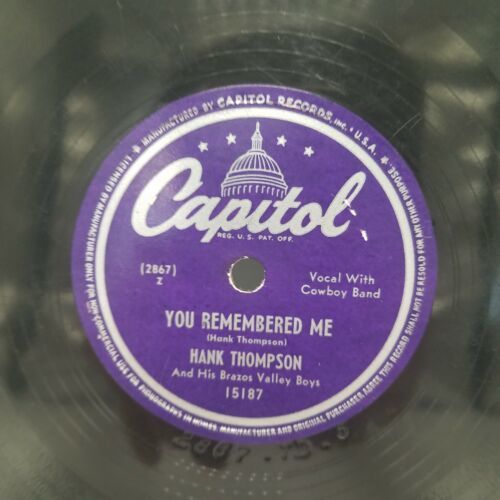 ★ MANUFACTURED BY CAPITOL RECORDS, INC. • U.S.A. ★
LICENSED BY MANUFACTURER ONLY FOR NON-COMMERCIAL USE FOR PHONOGRAPHS IN HOMES. MANUFACTURER AND ORIGINAL PURCHASER AGREE THIS RECORD SHALL NOT BE RESOLD FOR ANY OTHER PURPOSE.
Capitol
REG. U. S. PAT. OFF.
(2867)
Z
Vocal With
Cowboy Band
YOU REMEMBERED ME
(Hank Thompson)
HANK THOMPSON
And His Brazos Valley Boys
15187